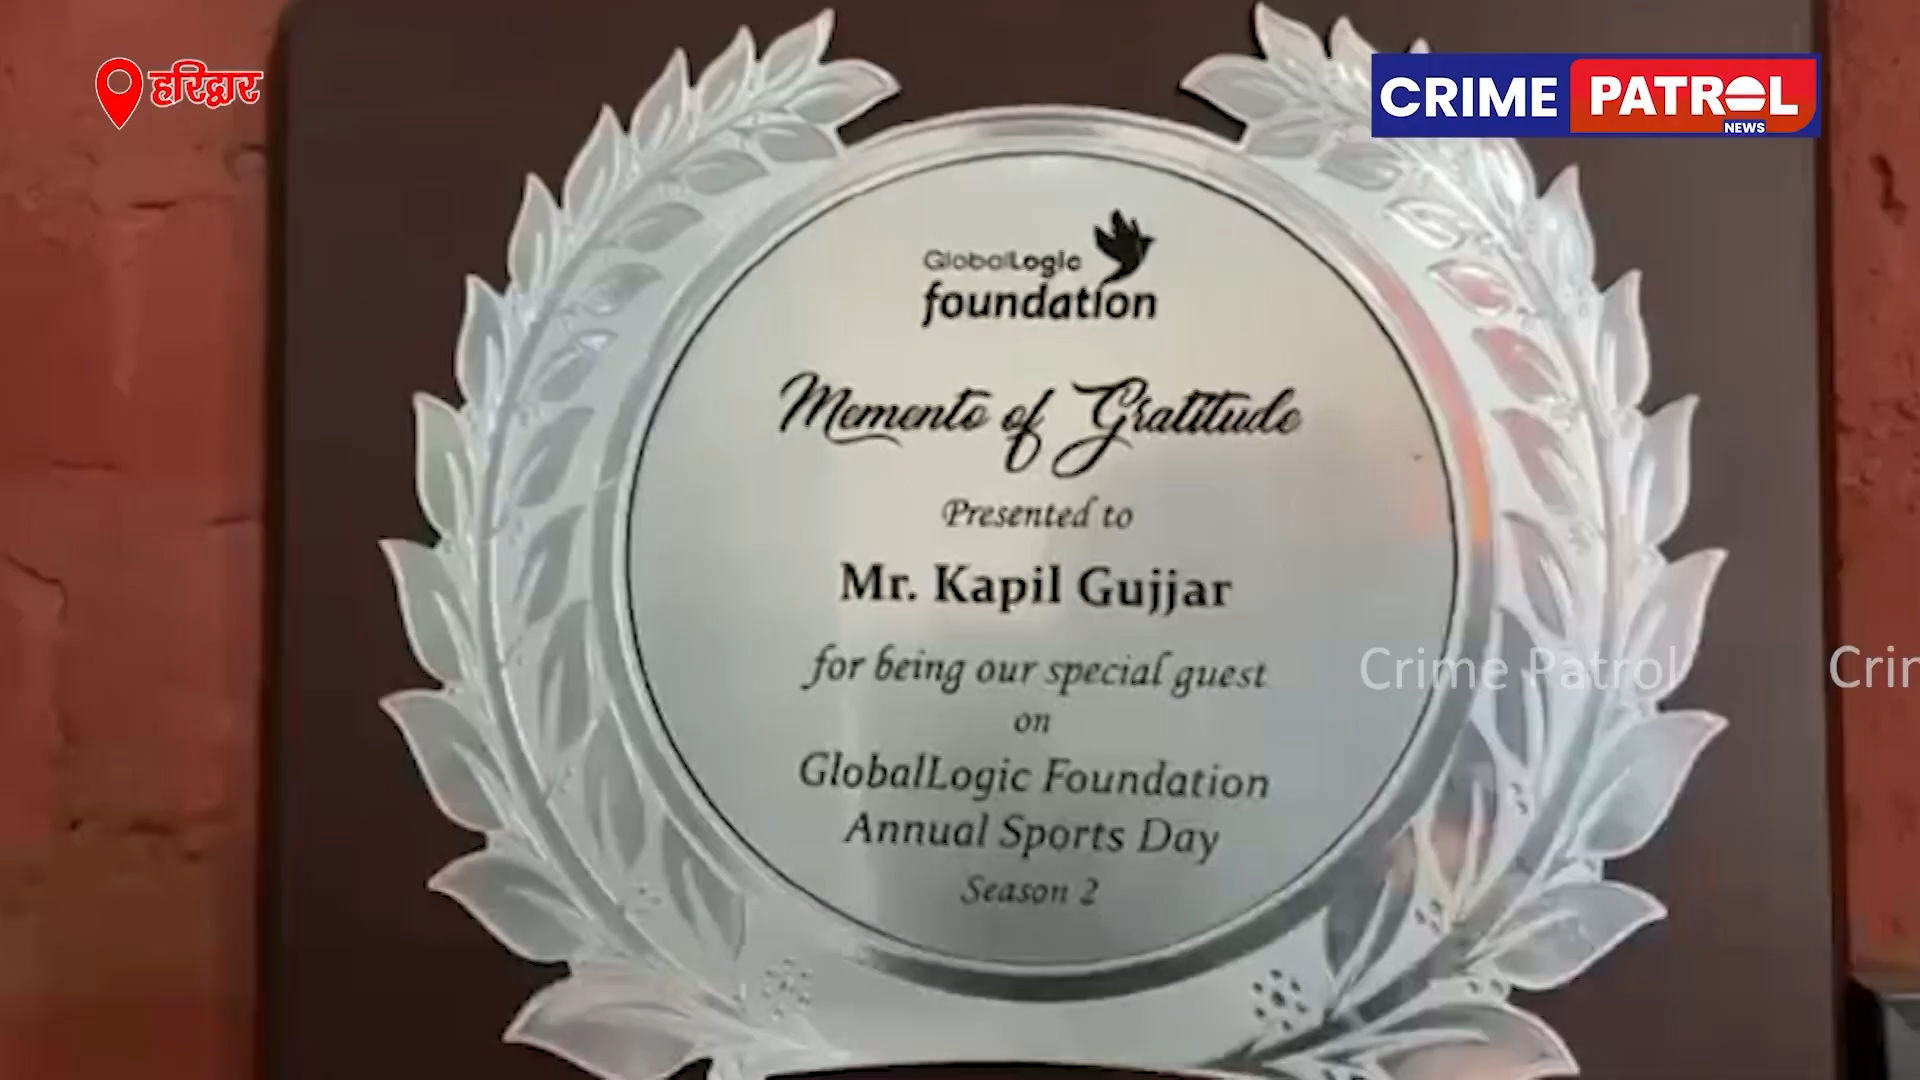 हरिद्वार
CRIME PATROL
NEWS
GlobalLogic
foundation
Memento of Gratitude
Presented to
Mr. Kapil Gujjar
for being our special guest
on
GlobalLogic Foundation
Annual Sports Day
Season 2
Crime Patrol
Crim